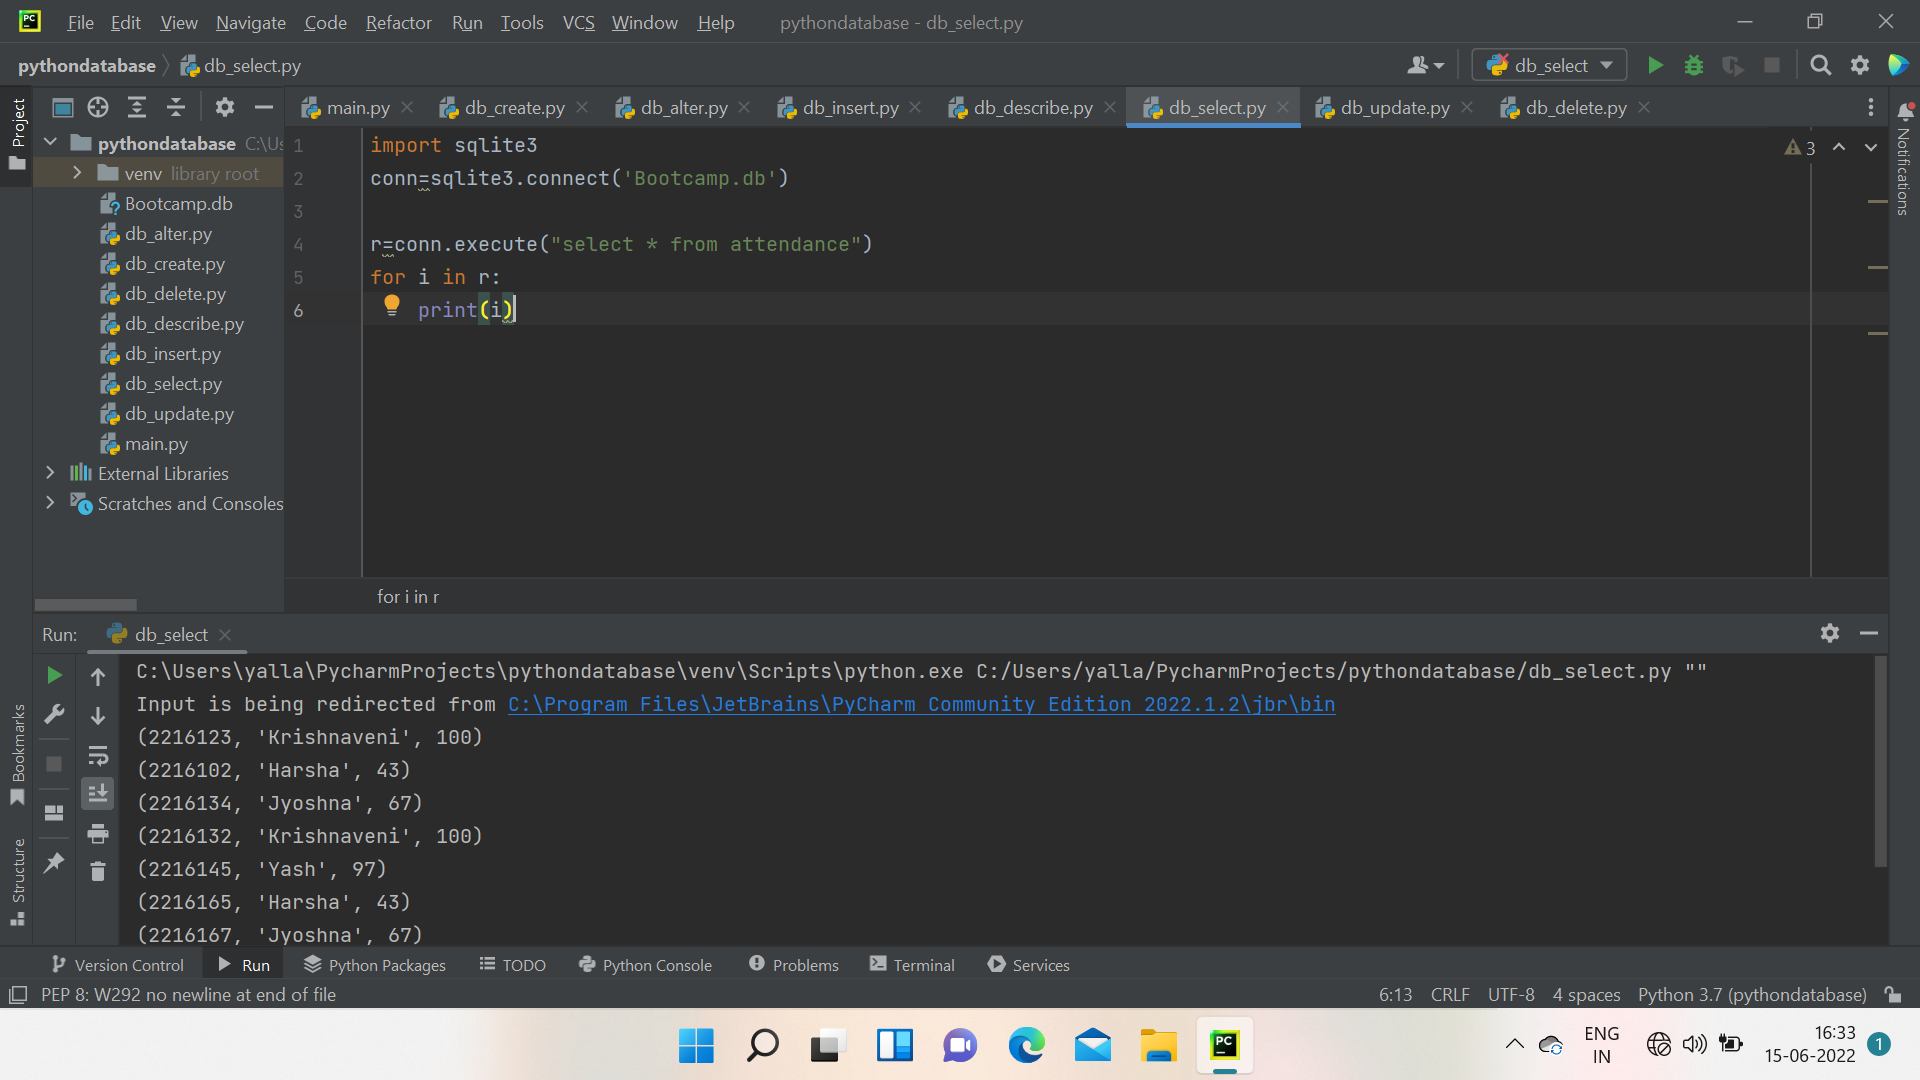 PC File Edit View Navigate Code Refactor Run Tools VCS Window Help pythondatabase - db_select.py
pythondatabase db_select.py db_select
main.py db_create.py db_alter.py db_insert.py db_describe.py db_select.py db_update.py db_delete.py
Project
Notifications
pythondatabase C:\Us
venv library root
Bootcamp.db
db_alter.py
db_create.py
db_delete.py
db_describe.py
db_insert.py
db_select.py
db_update.py
main.py
External Libraries
Scratches and Consoles
3
1 import sqlite3
2 conn=sqlite3.connect('Bootcamp.db')
3
4 r=conn.execute("select * from attendance")
5 for i in r:
6 print(i)
for i in r
Run: db_select
C:\Users\yalla\PycharmProjects\pythondatabase\venv\Scripts\python.exe C:/Users/yalla/PycharmProjects/pythondatabase/db_select.py ""
Input is being redirected from C:\Program Files\JetBrains\PyCharm Community Edition 2022.1.2\jbr\bin
(2216123, 'Krishnaveni', 100)
(2216102, 'Harsha', 43)
(2216134, 'Jyoshna', 67)
(2216132, 'Krishnaveni', 100)
(2216145, 'Yash', 97)
(2216165, 'Harsha', 43)
(2216167, 'Jyoshna', 67)
Bookmarks
Structure
Version Control Run Python Packages TODO Python Console Problems Terminal Services
PEP 8: W292 no newline at end of file 6:13 CRLF UTF-8 4 spaces Python 3.7 (pythondatabase)
PC
ENG
IN
16:33
15-06-2022
1